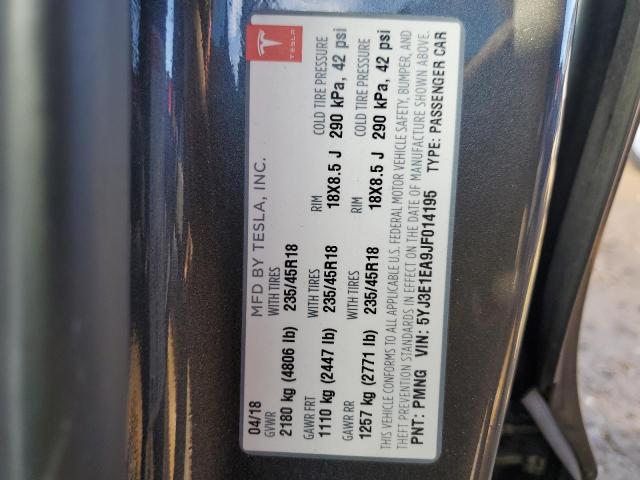 TESLA
04/18 MFD BY TESLA, INC.
GVWR WITH TIRES RIM COLD TIRE PRESSURE
2180 kg (4806 lb) 235/45R18 18X8.5 J 290 kPa, 42 psi
GAWR FRT WITH TIRES
1110 kg (2447 lb) 235/45R18
GAWR RR WITH TIRES RIM COLD TIRE PRESSURE
1257 kg (2771 lb) 235/45R18 18X8.5 J 290 kPa, 42 psi
THIS VEHICLE CONFORMS TO ALL APPLICABLE U.S. FEDERAL MOTOR VEHICLE SAFETY, BUMPER, AND
THEFT PREVENTION STANDARDS IN EFFECT ON THE DATE OF MANUFACTURE SHOWN ABOVE.
PNT: PMNG VIN: 5YJ3E1EA9JF014195 TYPE: PASSENGER CAR